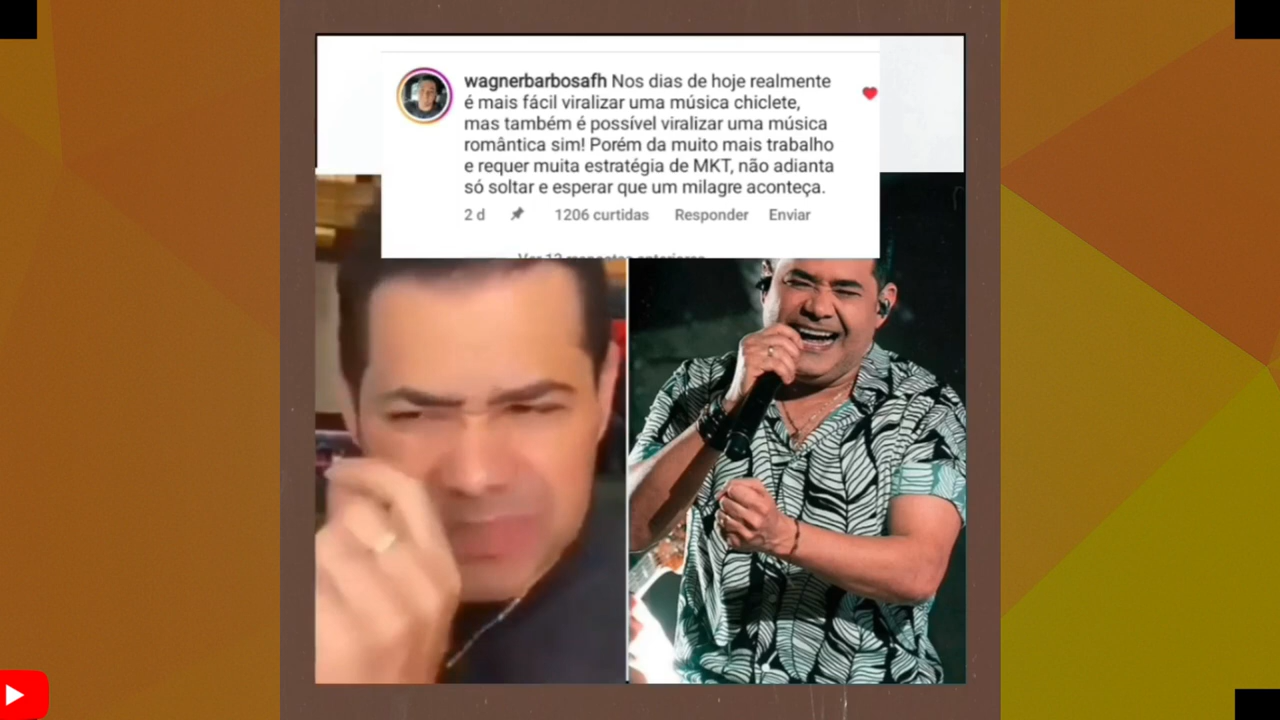 wagnerbarbosafh Nos dias de hoje realmente
é mais fácil viralizar uma música chiclete,
mas também é possível viralizar uma música
romântica sim! Porém da muito mais trabalho
e requer muita estratégia de MKT, não adianta
só soltar e esperar que um milagre aconteça.
2 d 1206 curtidas Responder Enviar